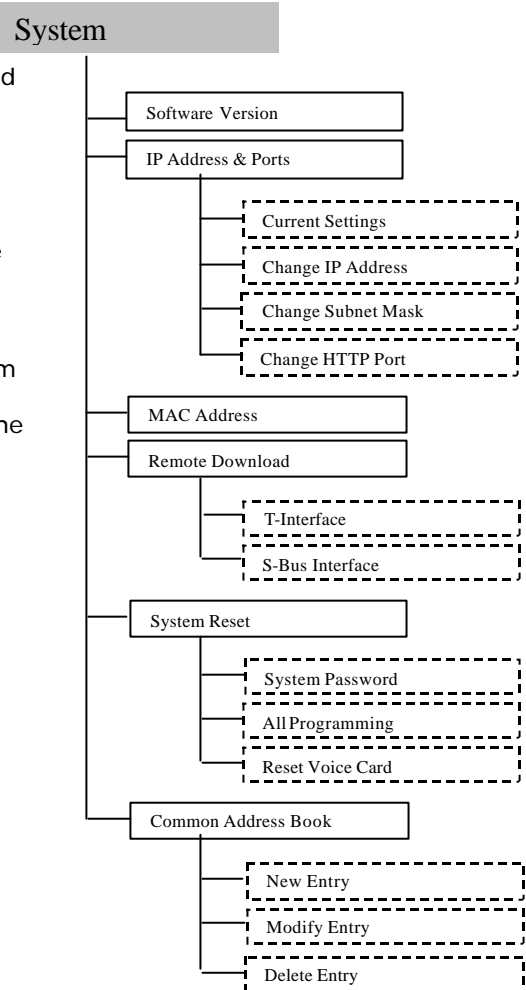 System
d
Software Version
IP Address & Ports
Current Settings
e
Change IP Address
Change Subnet Mask
m
Change HTTP Port
MAC Address
he
Remote Download
T-Interface
S-Bus Interface
System Reset
System Password
All Programming
Reset Voice Card
Common Address Book
New Entry
Modify Entry
Delete Entry